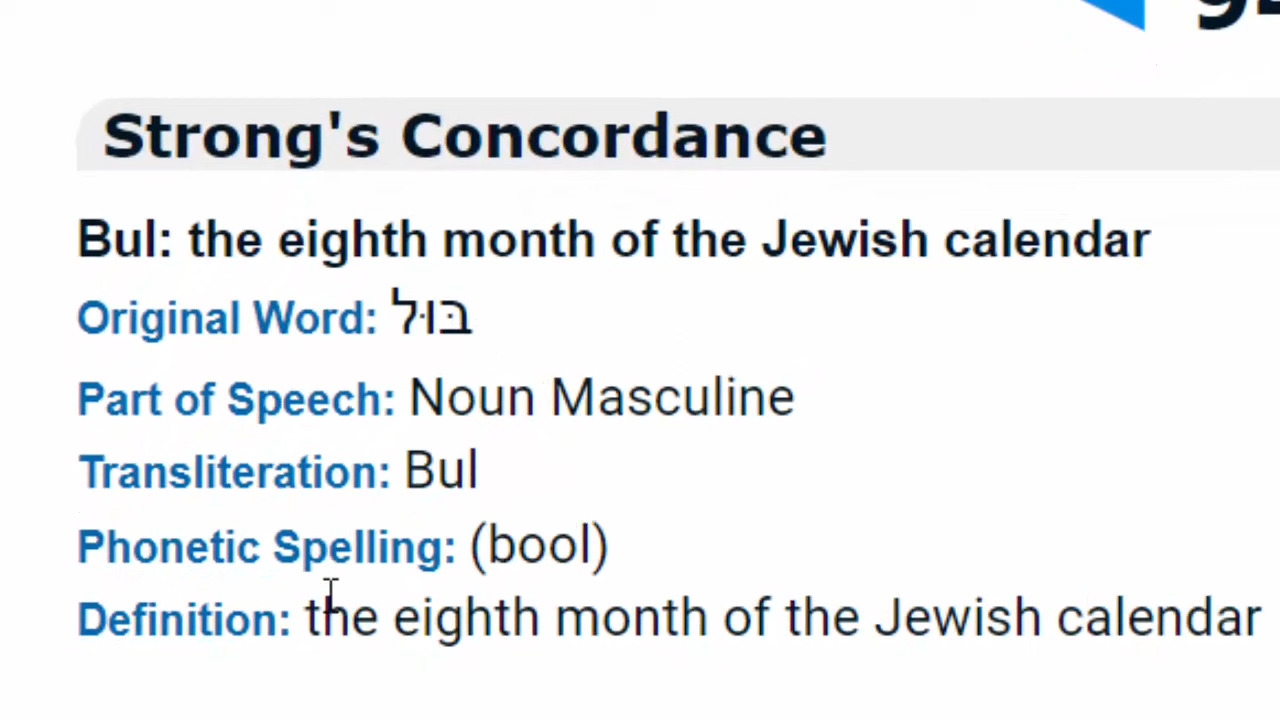 Strong's Concordance
Bul: the eighth month of the Jewish calendar
Original Word: בּוּל
Part of Speech: Noun Masculine
Transliteration: Bul
Phonetic Spelling: (bool)
Definition: the eighth month of the Jewish calendar